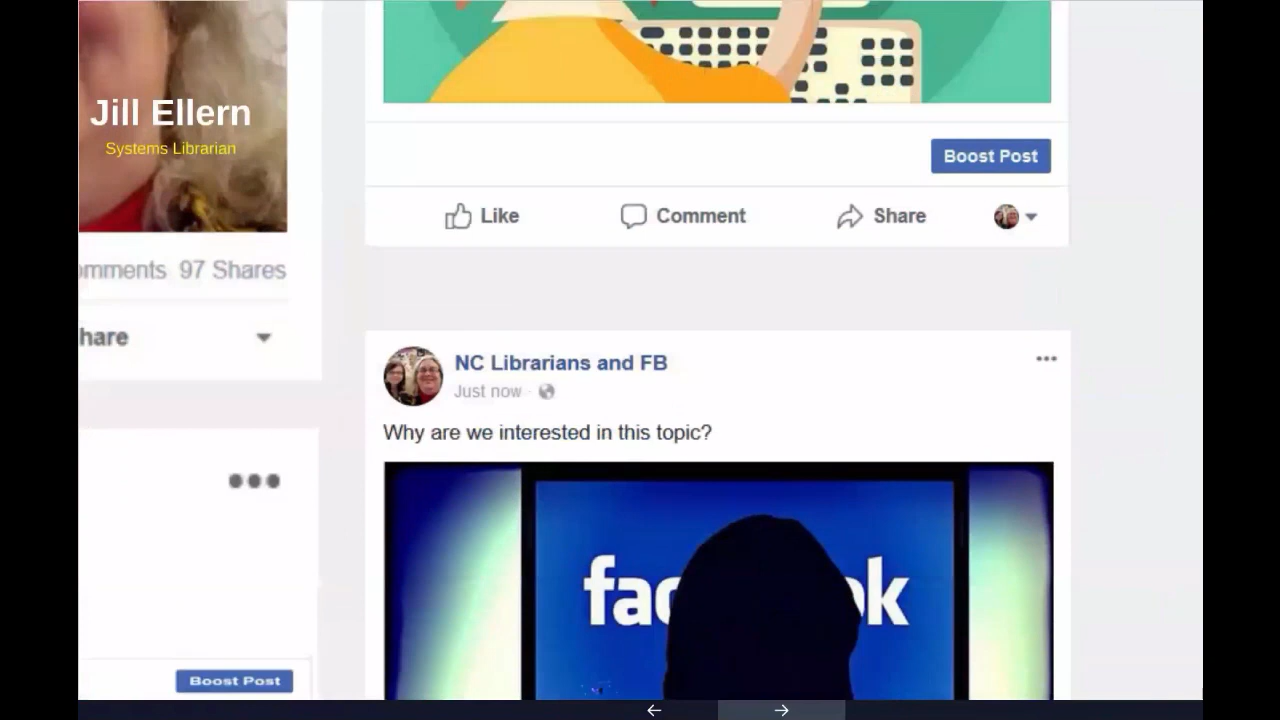 Jill Ellern
Systems Librarian
omments 97 Shares
hare
Boost Post
Boost Post
Like Comment Share
NC Librarians and FB
Just now
Why are we interested in this topic?
fac ok